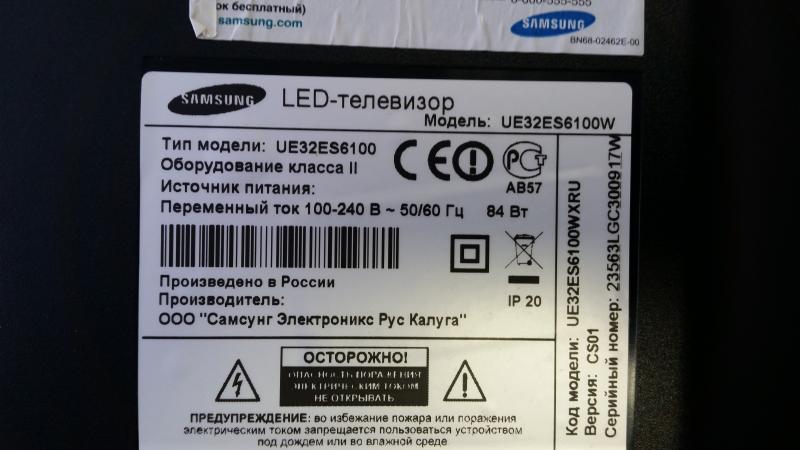 ок бесплатный)
samsung.com
SAMSUNG
BN68-02462E-00
SAMSUNG LED-телевизор
Модель: UE32ES6100W
Тип модели: UE32ES6100
Оборудование класса II
Источник питания:
Переменный ток 100-240 В ~ 50/60 Гц 84 Вт
CE
РСТ
АВ57
Произведено в России
Производитель:
ООО "Самсунг Электроникс Рус Калуга"
IP 20
ОСТОРОЖНО!
ОПАСНОСТЬ ПОРАЖЕНИЯ
ЭЛЕКТРИЧЕСКИМ ТОКОМ
НЕ ОТКРЫВАТЬ
ПРЕДУПРЕЖДЕНИЕ: во избежание пожара или поражения
электрическим током запрещается пользоваться устройством
под дождем или во влажной среде
Код модели: UE32ES6100WXRU
Версия: CS01
Серийный номер: 23563LGC300917W